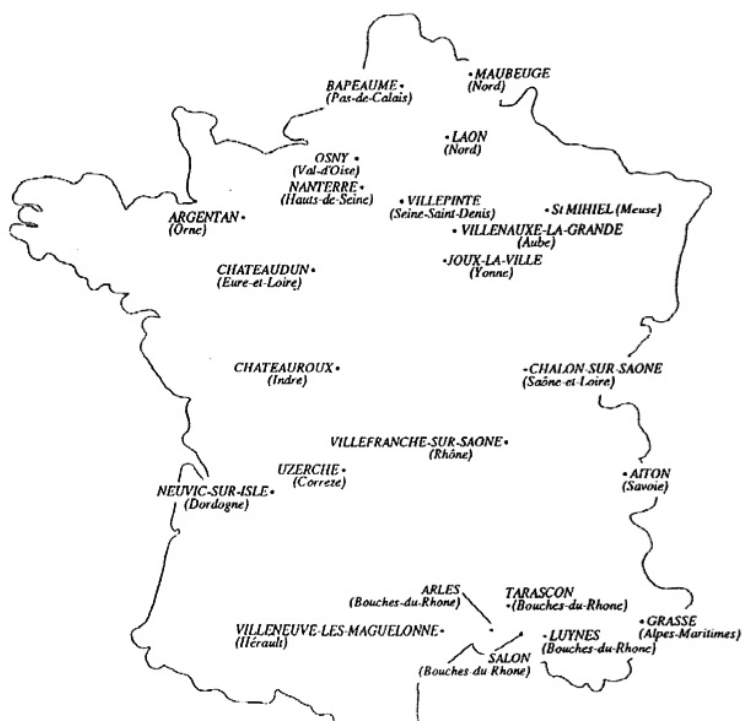 MAUBEUGE
(Nord)
BAPEAUME
(Pas-de-Calais)
LAON
(Nord)
OSNY
(Val-d'Oise)
NANTERRE
(Hauts-de-Seine)
VILLEPINTE
(Seine-Saint-Denis)
St MIHIEL (Meuse)
ARGENTAN
(Orne)
VILLENAUXE-LA-GRANDE
(Aube)
JOUX-LA-VILLE
(Yonne)
CHATEAUDUN
(Eure-et-Loire)
CHATEAUROUX
(Indre)
CHALON-SUR-SAONE
(Saône-et-Loire)
VILLEFRANCHE-SUR-SAONE
(Rhône)
UZERCHE
(Correze)
AITON
(Savoie)
NEUVIC-SUR-ISLE
(Dordogne)
ARLES
(Bouches-du-Rhone)
TARASCON
(Bouches-du-Rhone)
GRASSE
(Alpes-Maritimes)
VILLENEUVE-LES-MAGUELONNE
(Hérault)
LUYNES
(Bouches-du-Rhone)
SALON
(Bouches du Rhone)